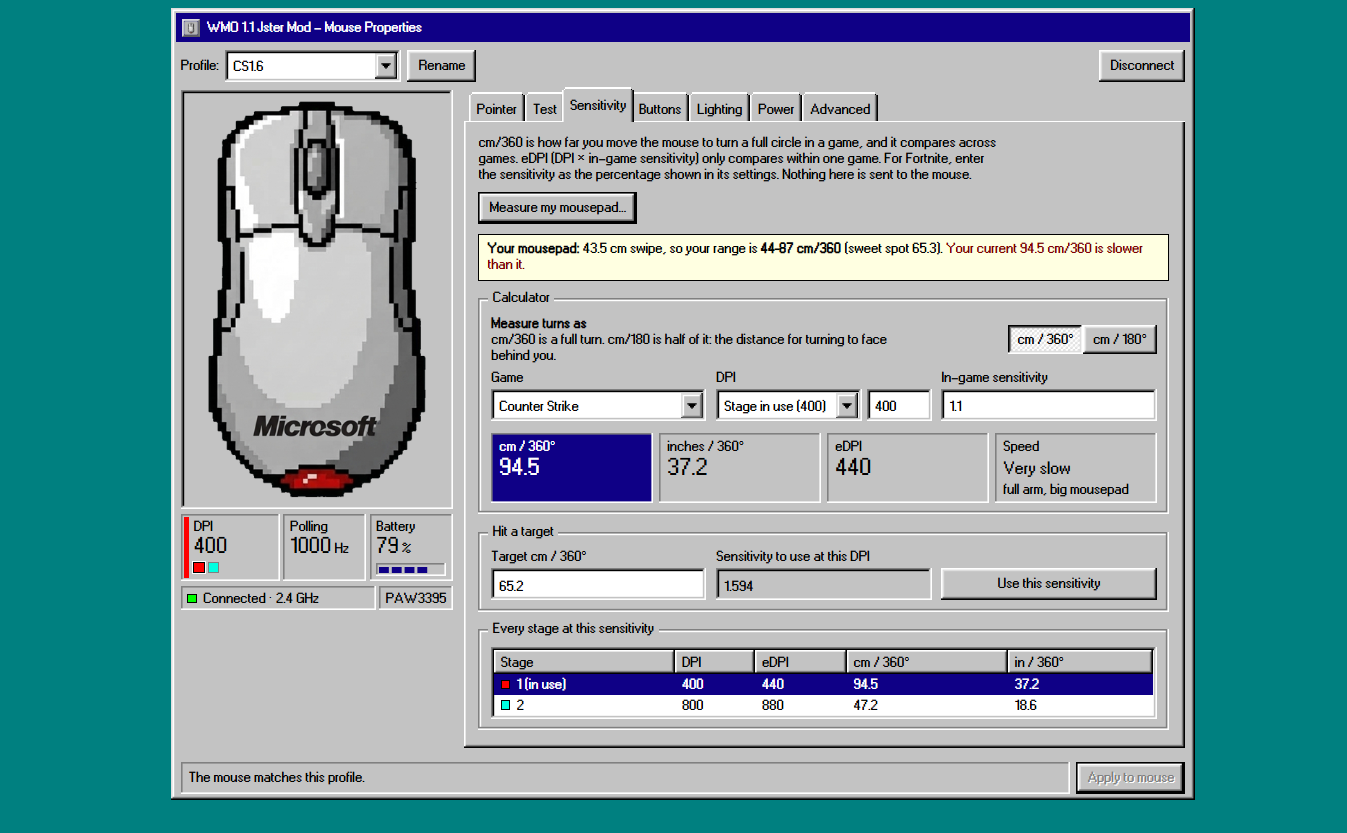 WMO 1.1 Jster Mod – Mouse Properties
Profile: CS1.6 Rename Disconnect
Pointer Test Sensitivity Buttons Lighting Power Advanced
cm/360 is how far you move the mouse to turn a full circle in a game, and it compares across
games. eDPI (DPI × in-game sensitivity) only compares within one game. For Fortnite, enter
the sensitivity as the percentage shown in its settings. Nothing here is sent to the mouse.
Measure my mousepad...
Your mousepad: 43.5 cm swipe, so your range is 44-87 cm/360 (sweet spot 65.3). Your current 94.5 cm/360 is slower
than it.
Calculator
Measure turns as
cm/360 is a full turn. cm/180 is half of it: the distance for turning to face
behind you.
cm / 360° cm / 180°
Game DPI In-game sensitivity
Counter Strike Stage in use (400) 400 1.1
cm / 360° inches / 360° eDPI Speed
94.5 37.2 440 Very slow
full arm, big mousepad
Hit a target
Target cm / 360° Sensitivity to use at this DPI
65.2 1.594 Use this sensitivity
Every stage at this sensitivity
Stage DPI eDPI cm / 360° in / 360°
1 (in use) 400 440 94.5 37.2
2 800 880 47.2 18.6
Microsoft
DPI Polling Battery
400 1000 Hz 79 %
Connected · 2.4 GHz PAW3395
The mouse matches this profile. Apply to mouse